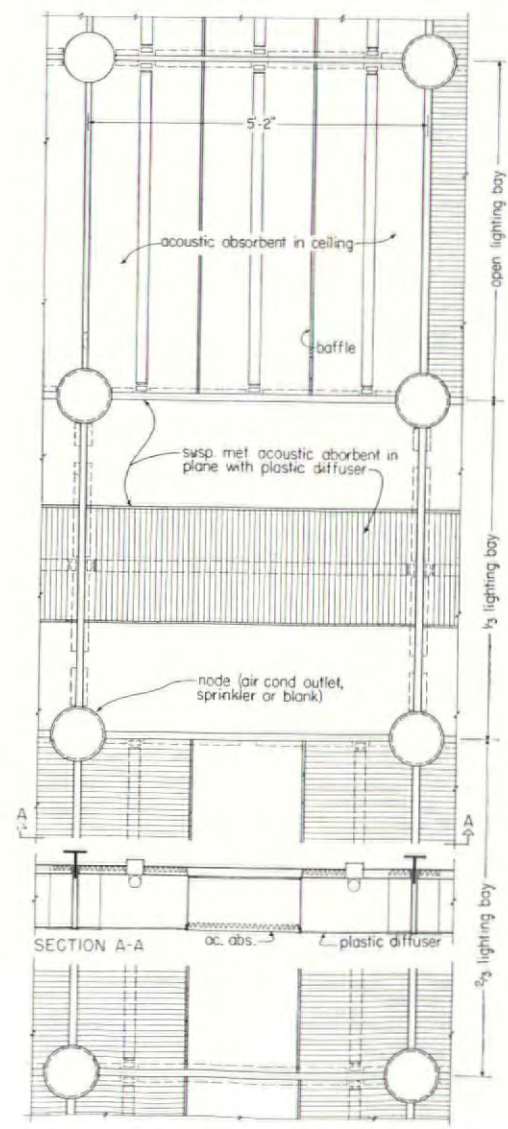 5'-2"
open lighting bay
acoustic absorbent in ceiling
baffle
susp. met acoustic aborbent in
plane with plastic diffuser
⅓ lighting bay
node (air cond outlet,
sprinkler or blank)
A
A
SECTION A-A
ac. abs.
plastic diffuser
⅔ lighting bay